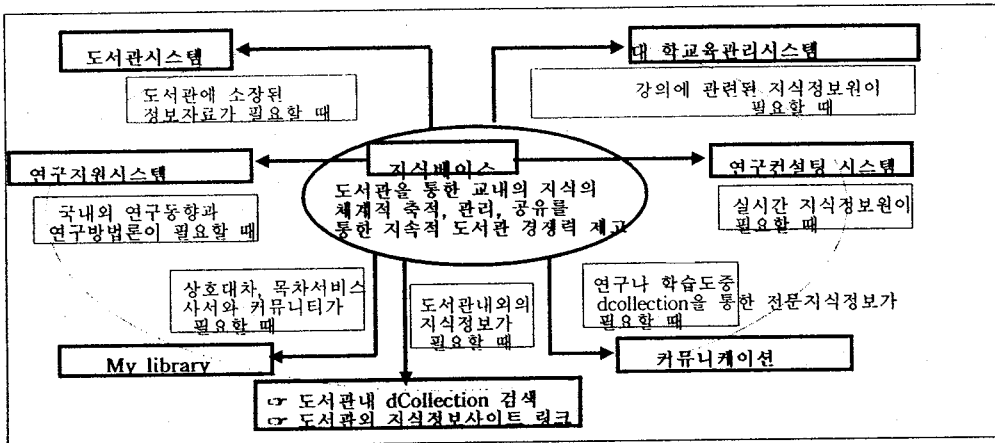 도서관시스템
대 학교육관리시스템
도서관에 소장된
정보자료가 필요할 때
강의에 관련된 지식정보원이
필요할 때
지식베이스
연구지원시스템
연구컨설팅 시스템
도서관을 통한 교내의 지식의
체계적 축적, 관리, 공유를
통한 지속적 도서관 경쟁력 제고
국내외 연구동향과
연구방법론이 필요할 때
실시간 지식정보원이
필요할 때
상호대차, 목차서비스
사서와 커뮤니티가
필요할 때
도서관내외의
지식정보가
필요할 때
연구나 학습도중
dcollection을 통한 전문지식정보가
필요할 때
My library
커뮤니케이션
☞ 도서관내 dCollection 검색
☞ 도서관외 지식정보사이트 링크